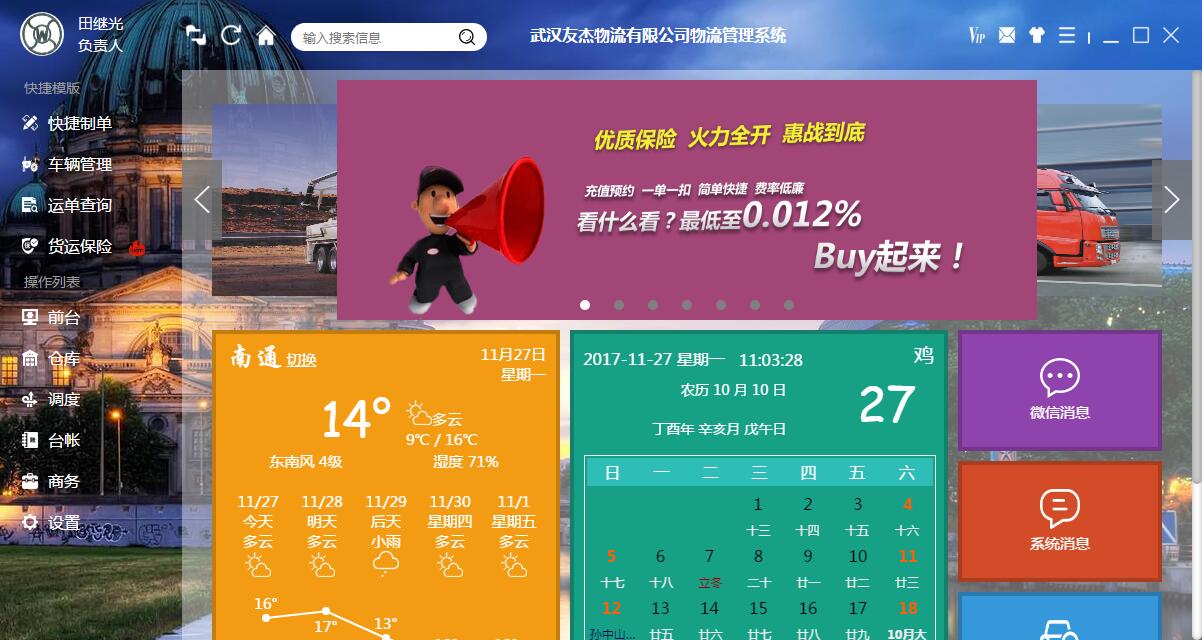 田继光
负责人
输入搜索信息
武汉友杰物流有限公司物流管理系统
VIP
快捷模版
快捷制单
车辆管理
运单查询
货运保险
操作列表
前台
仓库
调度
台帐
商务
设置
优质保险 火力全开 惠战到底
充值预约 一单一扣 简单快捷 费率低廉
看什么看？最低至0.012%
Buy起来！
南通 切换
11月27日
星期一
14° 多云
9℃ / 16℃
东南风 4级 湿度 71%
11/27 11/28 11/29 11/30 11/1
今天 明天 后天 星期四 星期五
多云 多云 小雨 多云 多云
16°
17°
13°
2017-11-27 星期一 11:03:28
鸡
农历 10 月 10 日
27
丁酉年 辛亥月 戊午日
日 一 二 三 四 五 六
1 2 3 4
十三 十四 十五 十六
5 6 7 8 9 10 11
十七 十八 立冬 二十 廿一 廿二 廿三
12 13 14 15 16 17 18
孙中山... 廿五 廿六 廿七 廿八 廿九 10月大
微信消息
系统消息